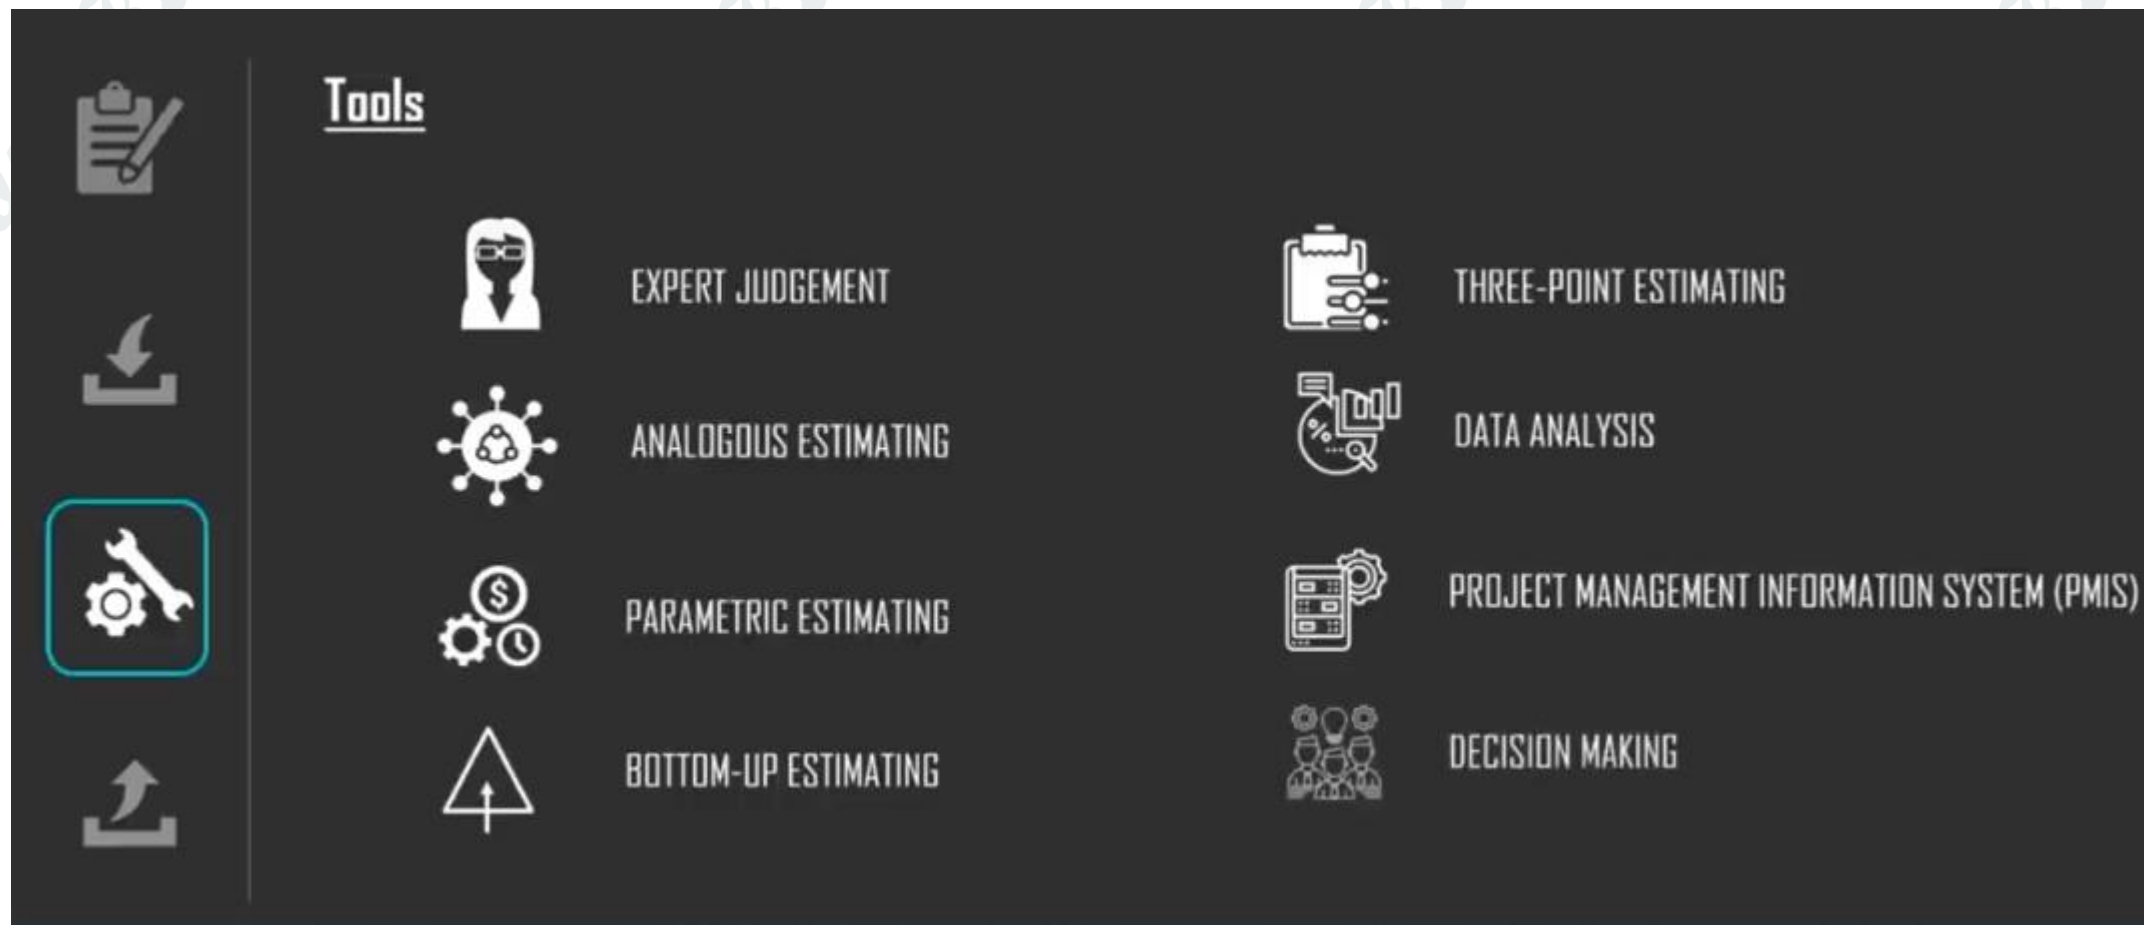 Tools
EXPERT JUDGEMENT
ANALOGOUS ESTIMATING
PARAMETRIC ESTIMATING
BOTTOM-UP ESTIMATING
THREE-POINT ESTIMATING
DATA ANALYSIS
PROJECT MANAGEMENT INFORMATION SYSTEM (PMIS)
DECISION MAKING